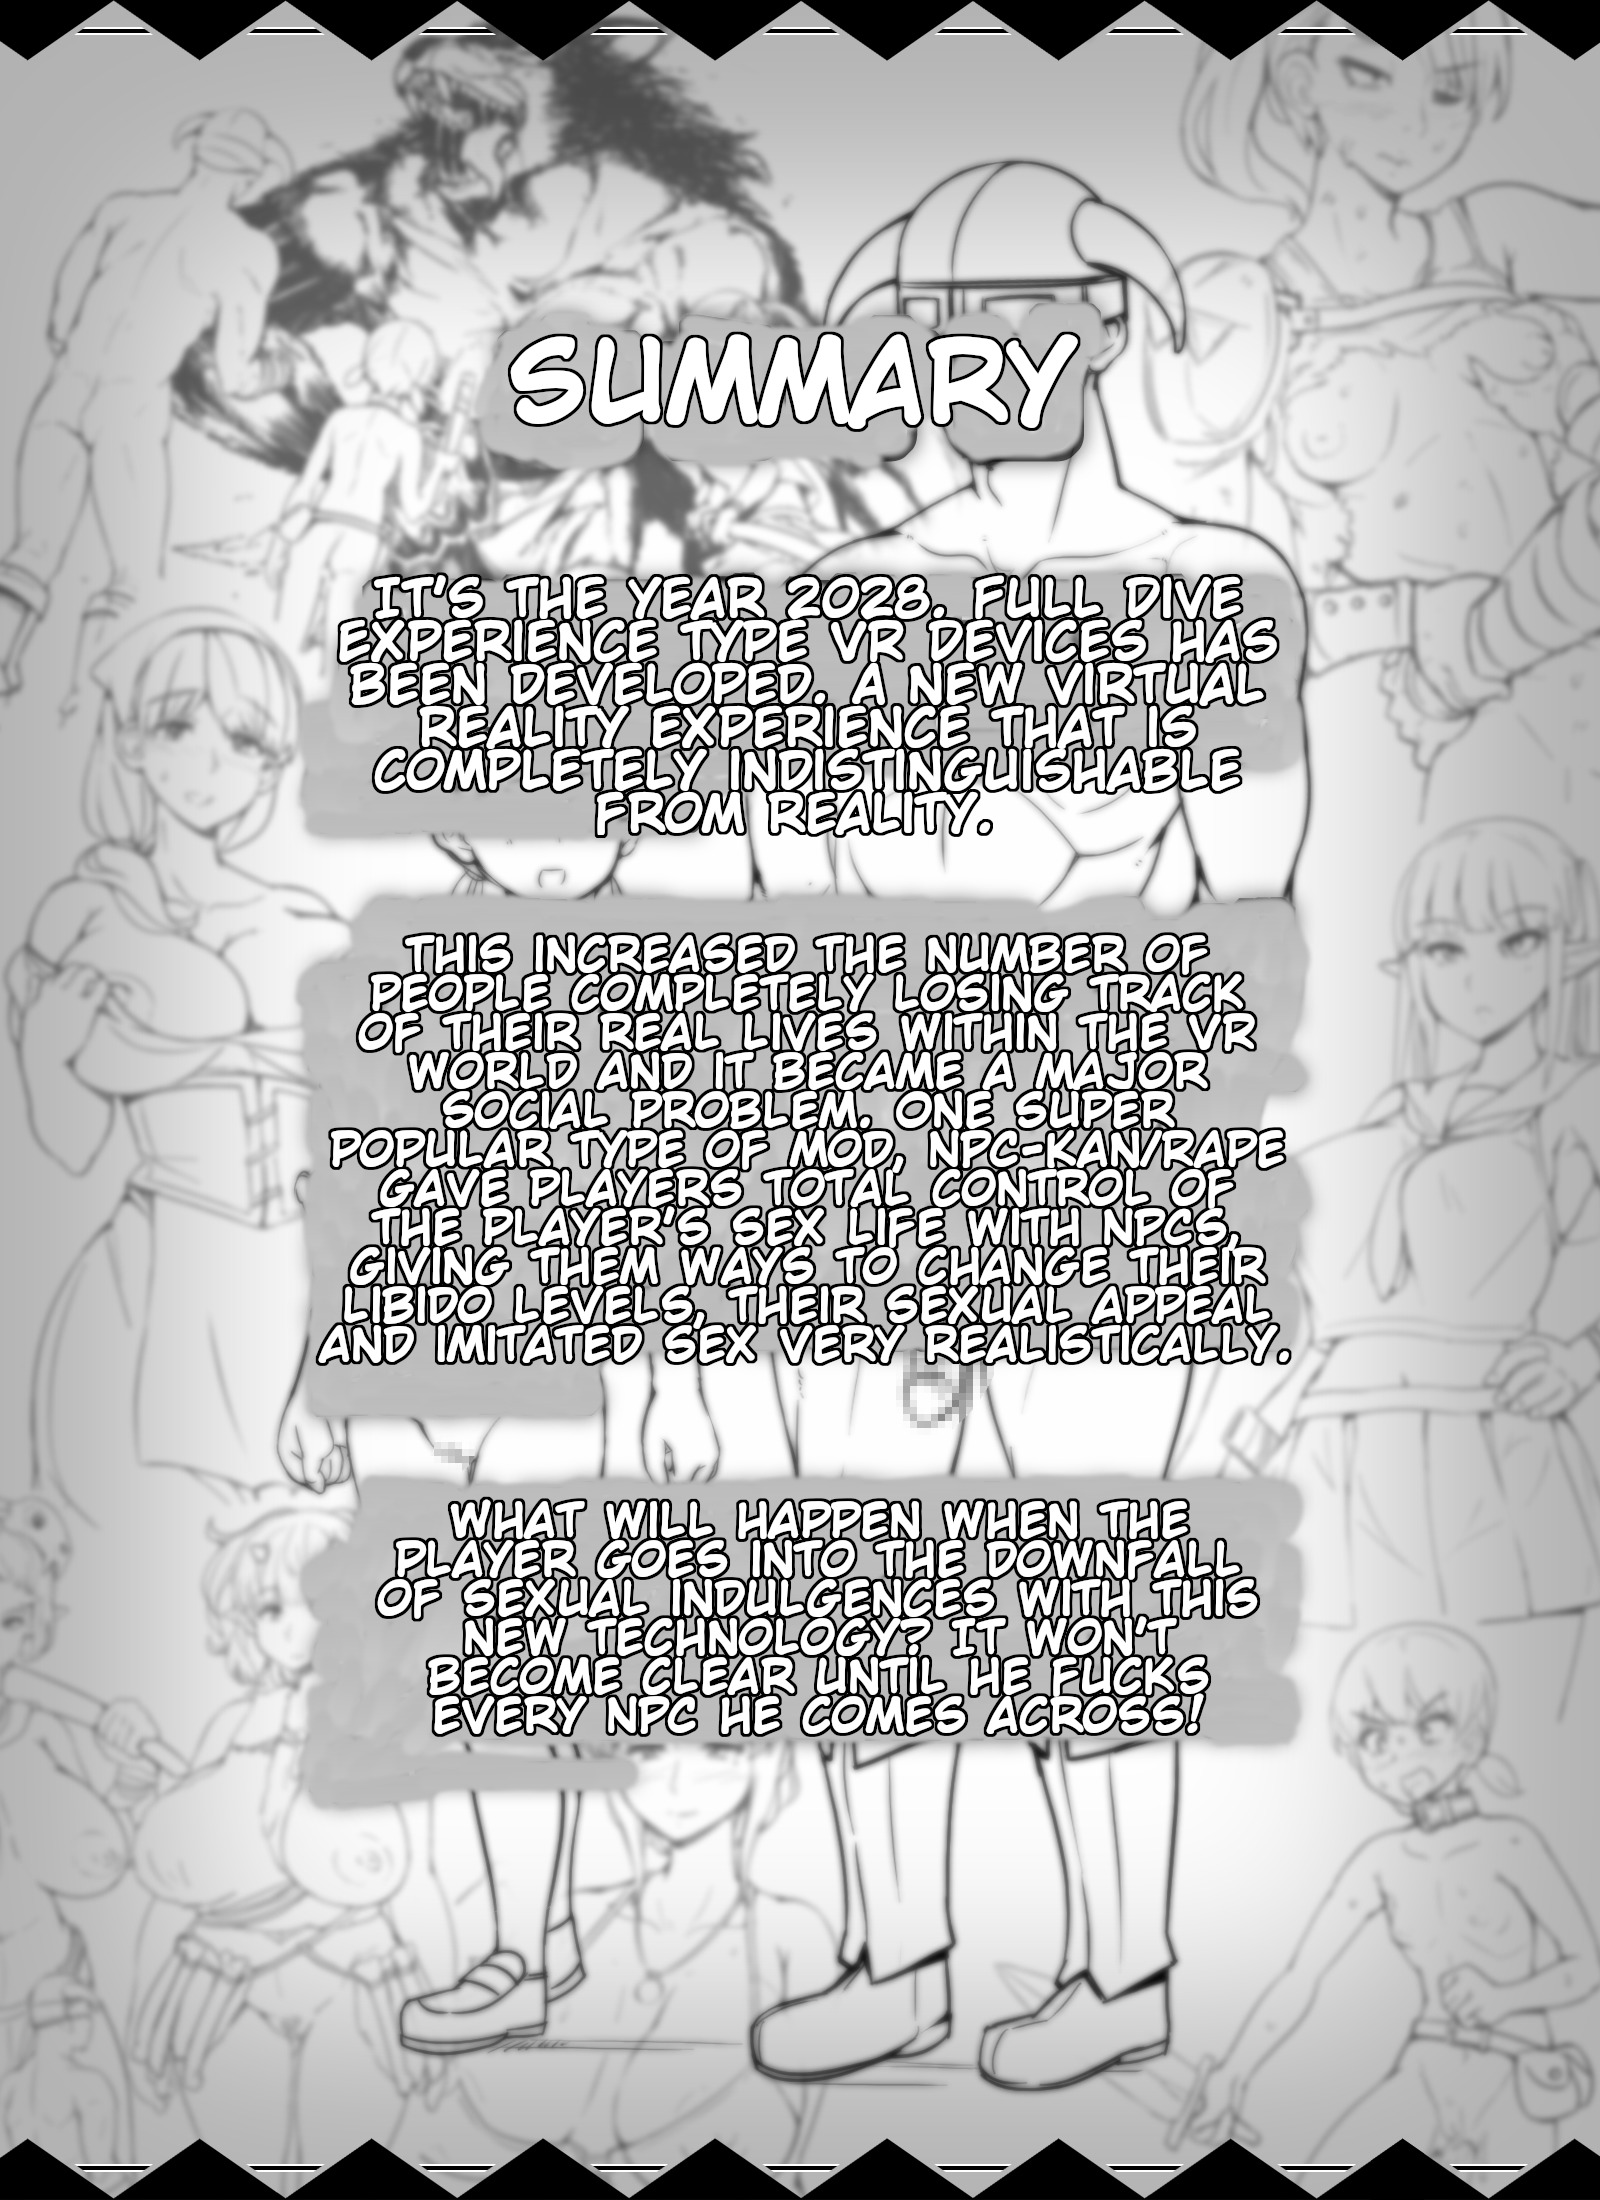 SUMMARY
IT'S THE YEAR 2028. FULL DIVE
EXPERIENCE TYPE VR DEVICES HAS
BEEN DEVELOPED. A NEW VIRTUAL
REALITY EXPERIENCE THAT IS
COMPLETELY INDISTINGUISHABLE
FROM REALITY.
THIS INCREASED THE NUMBER OF
PEOPLE COMPLETELY LOSING TRACK
OF THEIR REAL LIVES WITHIN THE VR
WORLD AND IT BECAME A MAJOR
SOCIAL PROBLEM. ONE SUPER
POPULAR TYPE OF MOD, NPC-KAN/RAPE
GAVE PLAYERS TOTAL CONTROL OF
THE PLAYER'S SEX LIFE WITH NPCS,
GIVING THEM WAYS TO CHANGE THEIR
LIBIDO LEVELS, THEIR SEXUAL APPEAL
AND IMITATED SEX VERY REALISTICALLY.
WHAT WILL HAPPEN WHEN THE
PLAYER GOES INTO THE DOWNFALL
OF SEXUAL INDULGENCES WITH THIS
NEW TECHNOLOGY? IT WON'T
BECOME CLEAR UNTIL HE FUCKS
EVERY NPC HE COMES ACROSS!